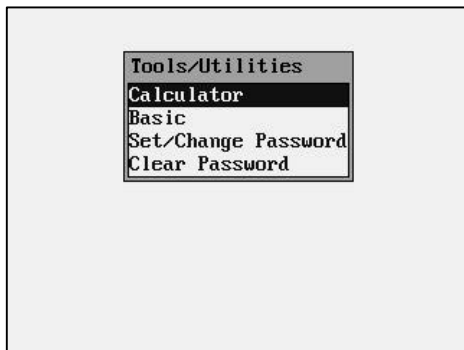 Tools/Utilities
Calculator
Basic
Set/Change Password
Clear Password